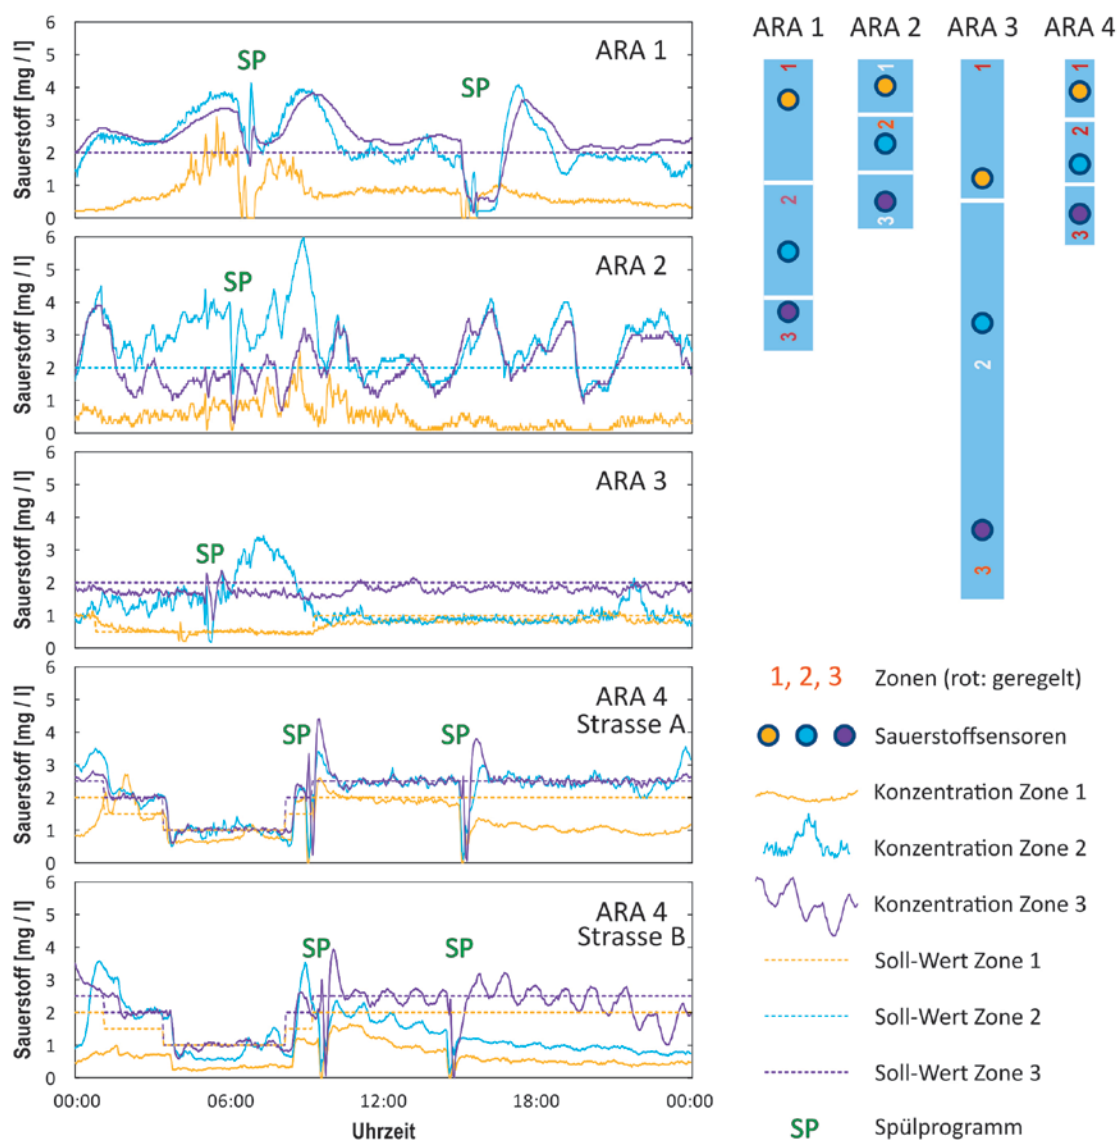 Sauerstoff [mg / l]
6
5
4
3
2
1
0
SP
SP
ARA 1
Sauerstoff [mg / l]
6
5
4
3
2
1
0
SP
ARA 2
Sauerstoff [mg / l]
6
5
4
3
2
1
0
SP
ARA 3
Sauerstoff [mg / l]
6
5
4
3
2
1
0
SP
SP
ARA 4
Strasse A
Sauerstoff [mg / l]
6
5
4
3
2
1
0
SP
SP
ARA 4
Strasse B
00:00 06:00 12:00 18:00 00:00
Uhrzeit
ARA 1 ARA 2 ARA 3 ARA 4
1
2
3
1
2
3
1
2
3
1
2
3
1, 2, 3 Zonen (rot: geregelt)
Sauerstoffsensoren
Konzentration Zone 1
Konzentration Zone 2
Konzentration Zone 3
Soll-Wert Zone 1
Soll-Wert Zone 2
Soll-Wert Zone 3
SP Spülprogramm